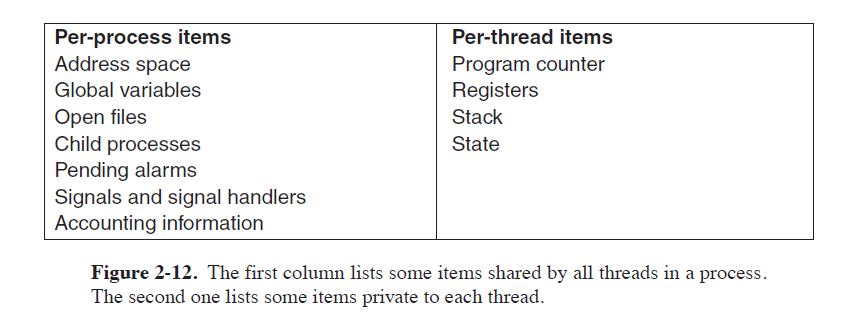 Per-process items
Address space
Global variables
Open files
Child processes
Pending alarms
Signals and signal handlers
Accounting information
Per-thread items
Program counter
Registers
Stack
State
Figure 2-12. The first column lists some items shared by all threads in a process.
The second one lists some items private to each thread.